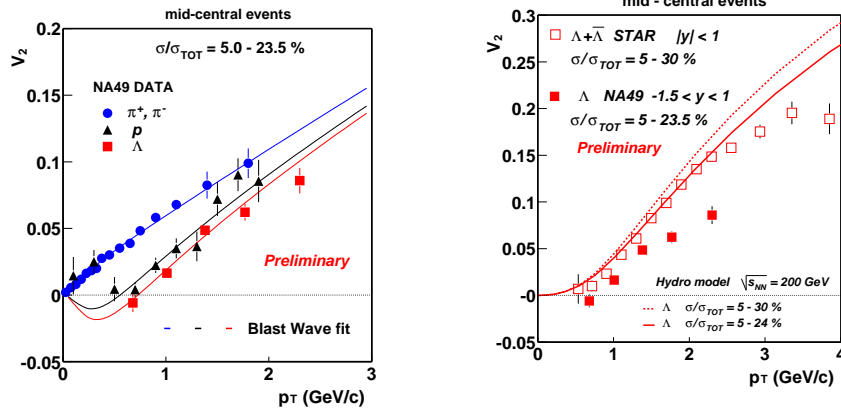 mid-central events
V2
0.2
0.15
0.1
0.05
0
-0.05
σ/σTOT = 5.0 - 23.5 %
NA49 DATA
π+, π-
p
Λ
Preliminary
Blast Wave fit
0 1 2 3
pT (GeV/c)
mid - central events
V2
0.3
0.25
0.2
0.15
0.1
0.05
-0
-0.05
Λ+Λ̅ STAR |y| < 1
σ/σTOT = 5 - 30 %
Λ NA49 -1.5 < y < 1
σ/σTOT = 5 - 23.5 %
Preliminary
Hydro model √sNN = 200 GeV
Λ σ/σTOT = 5 - 30 %
Λ σ/σTOT = 5 - 24 %
0 1 2 3 4
pT (GeV/c)